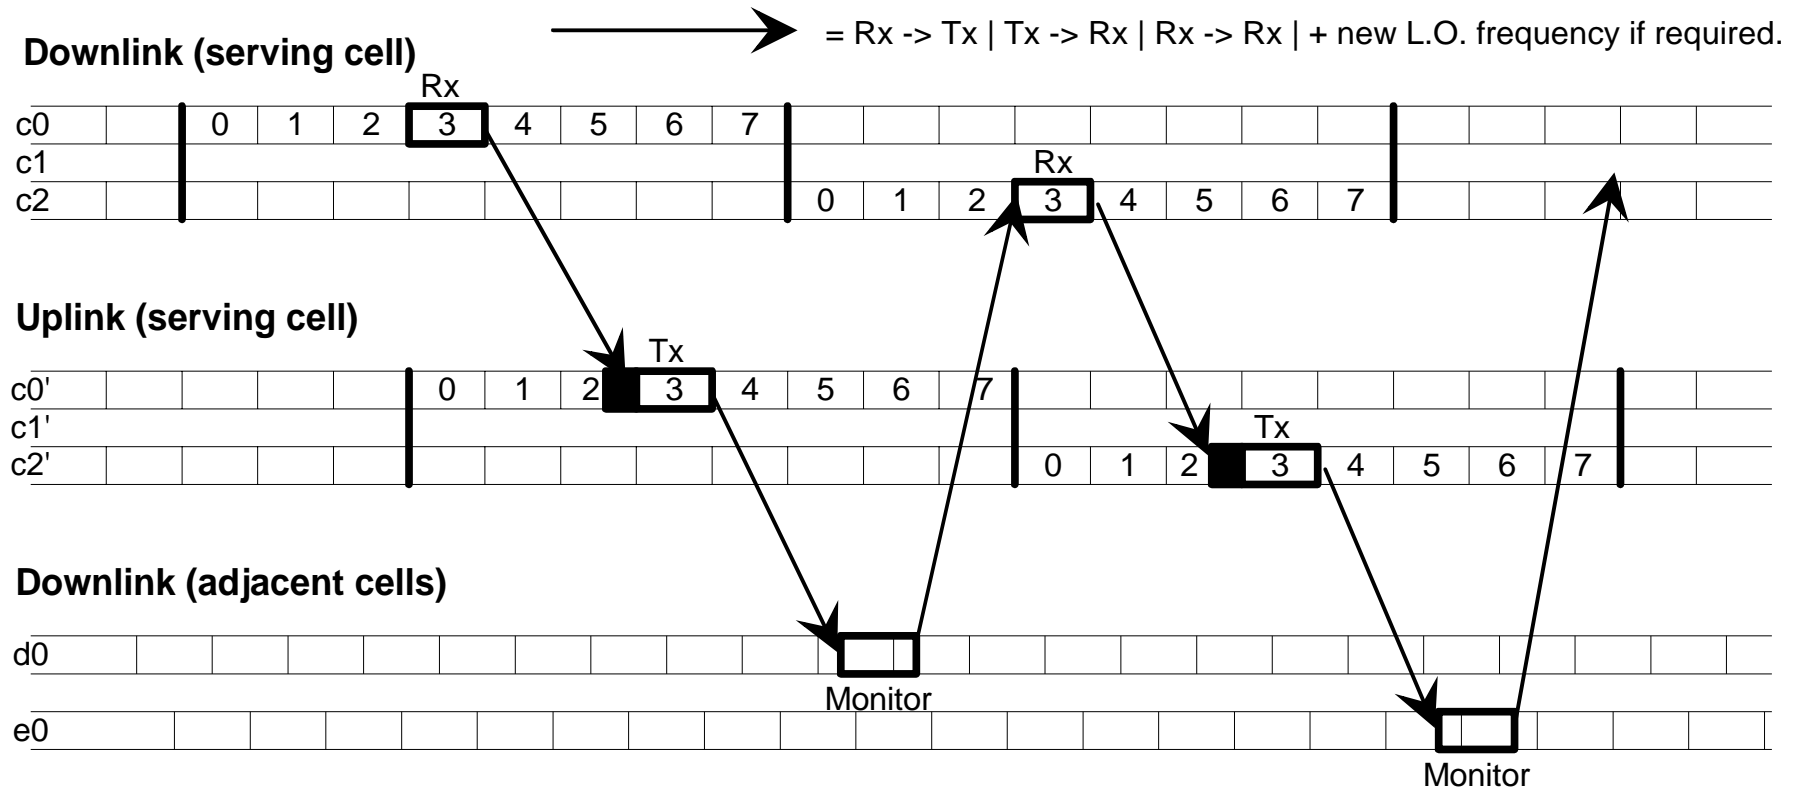 = Rx -> Tx | Tx -> Rx | Rx -> Rx | + new L.O. frequency if required.
Downlink (serving cell)
Rx
c0 0 1 2 3 4 5 6 7
c1 Rx
c2 0 1 2 3 4 5 6 7
Uplink (serving cell)
Tx
c0' 0 1 2 3 4 5 6 7
c1' Tx
c2' 0 1 2 3 4 5 6 7
Downlink (adjacent cells)
d0
Monitor
e0
Monitor